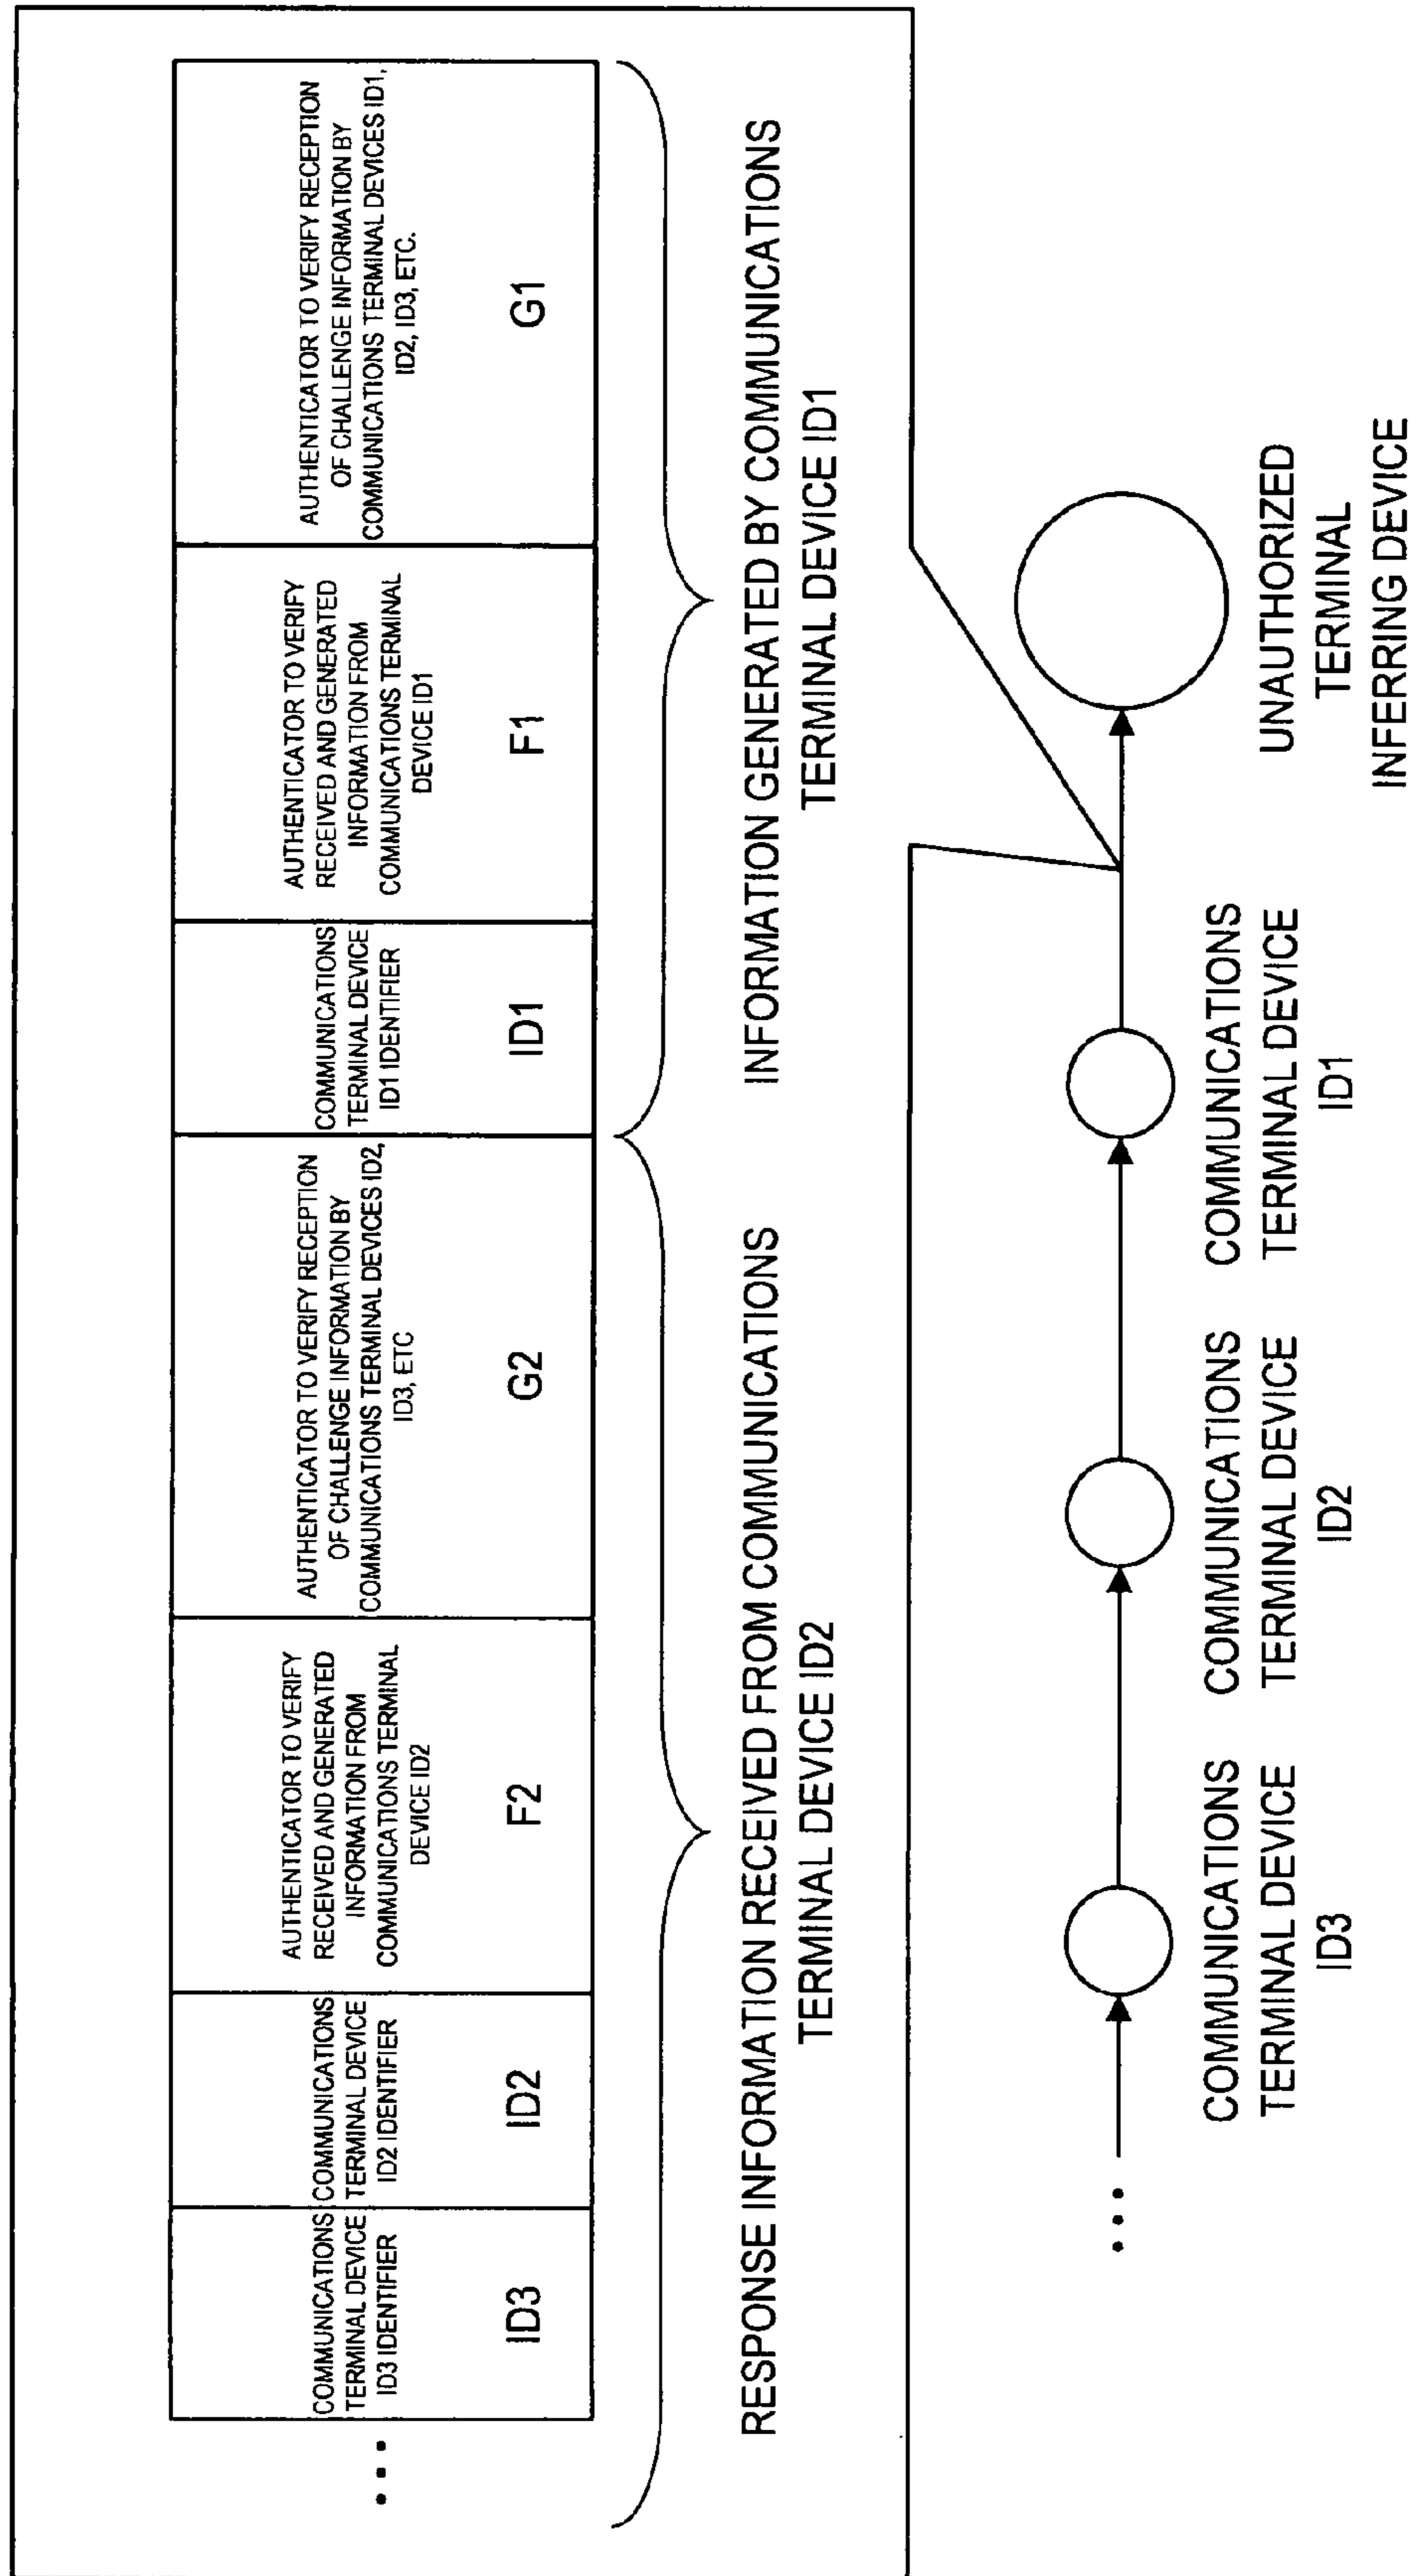 ...
COMMUNICATIONS
TERMINAL DEVICE
ID3 IDENTIFIER
ID3
COMMUNICATIONS
TERMINAL DEVICE
ID2 IDENTIFIER
ID2
AUTHENTICATOR TO VERIFY
RECEIVED AND GENERATED
INFORMATION FROM
COMMUNICATIONS TERMINAL
DEVICE ID2
F2
AUTHENTICATOR TO VERIFY RECEPTION
OF CHALLENGE INFORMATION BY
COMMUNICATIONS TERMINAL DEVICES ID2,
ID3, ETC
G2
COMMUNICATIONS
TERMINAL DEVICE
ID1 IDENTIFIER
ID1
AUTHENTICATOR TO VERIFY
RECEIVED AND GENERATED
INFORMATION FROM
COMMUNICATIONS TERMINAL
DEVICE ID1
F1
AUTHENTICATOR TO VERIFY RECEPTION
OF CHALLENGE INFORMATION BY
COMMUNICATIONS TERMINAL DEVICES ID1,
ID2, ID3, ETC.
G1
RESPONSE INFORMATION RECEIVED FROM COMMUNICATIONS
TERMINAL DEVICE ID2
INFORMATION GENERATED BY COMMUNICATIONS
TERMINAL DEVICE ID1
...
COMMUNICATIONS
TERMINAL DEVICE
ID3
COMMUNICATIONS
TERMINAL DEVICE
ID2
COMMUNICATIONS
TERMINAL DEVICE
ID1
UNAUTHORIZED
TERMINAL
INFERRING DEVICE